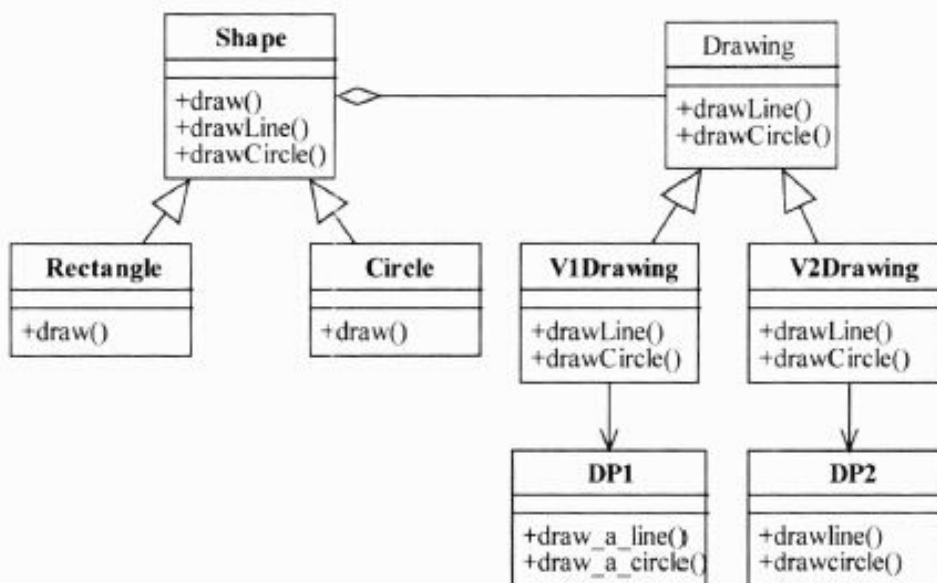 Shape
+draw()
+drawLine()
+drawCircle()
Drawing
+drawLine()
+drawCircle()
Rectangle
+draw()
Circle
+draw()
V1Drawing
+drawLine()
+drawCircle()
V2Drawing
+drawLine()
+drawCircle()
DP1
+draw_a_line()
+draw_a_circle()
DP2
+drawline()
+drawcircle()